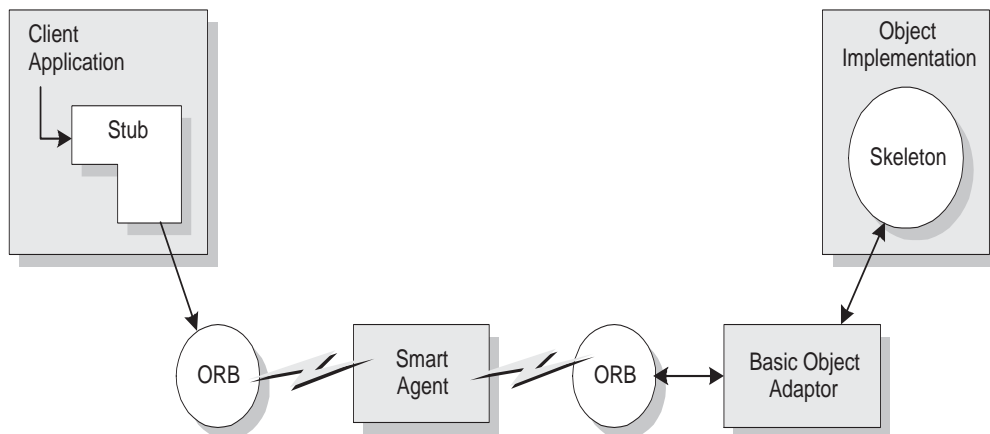 Client
Application
Stub
Object
Implementation
Skeleton
ORB
Smart
Agent
ORB
Basic Object
Adaptor